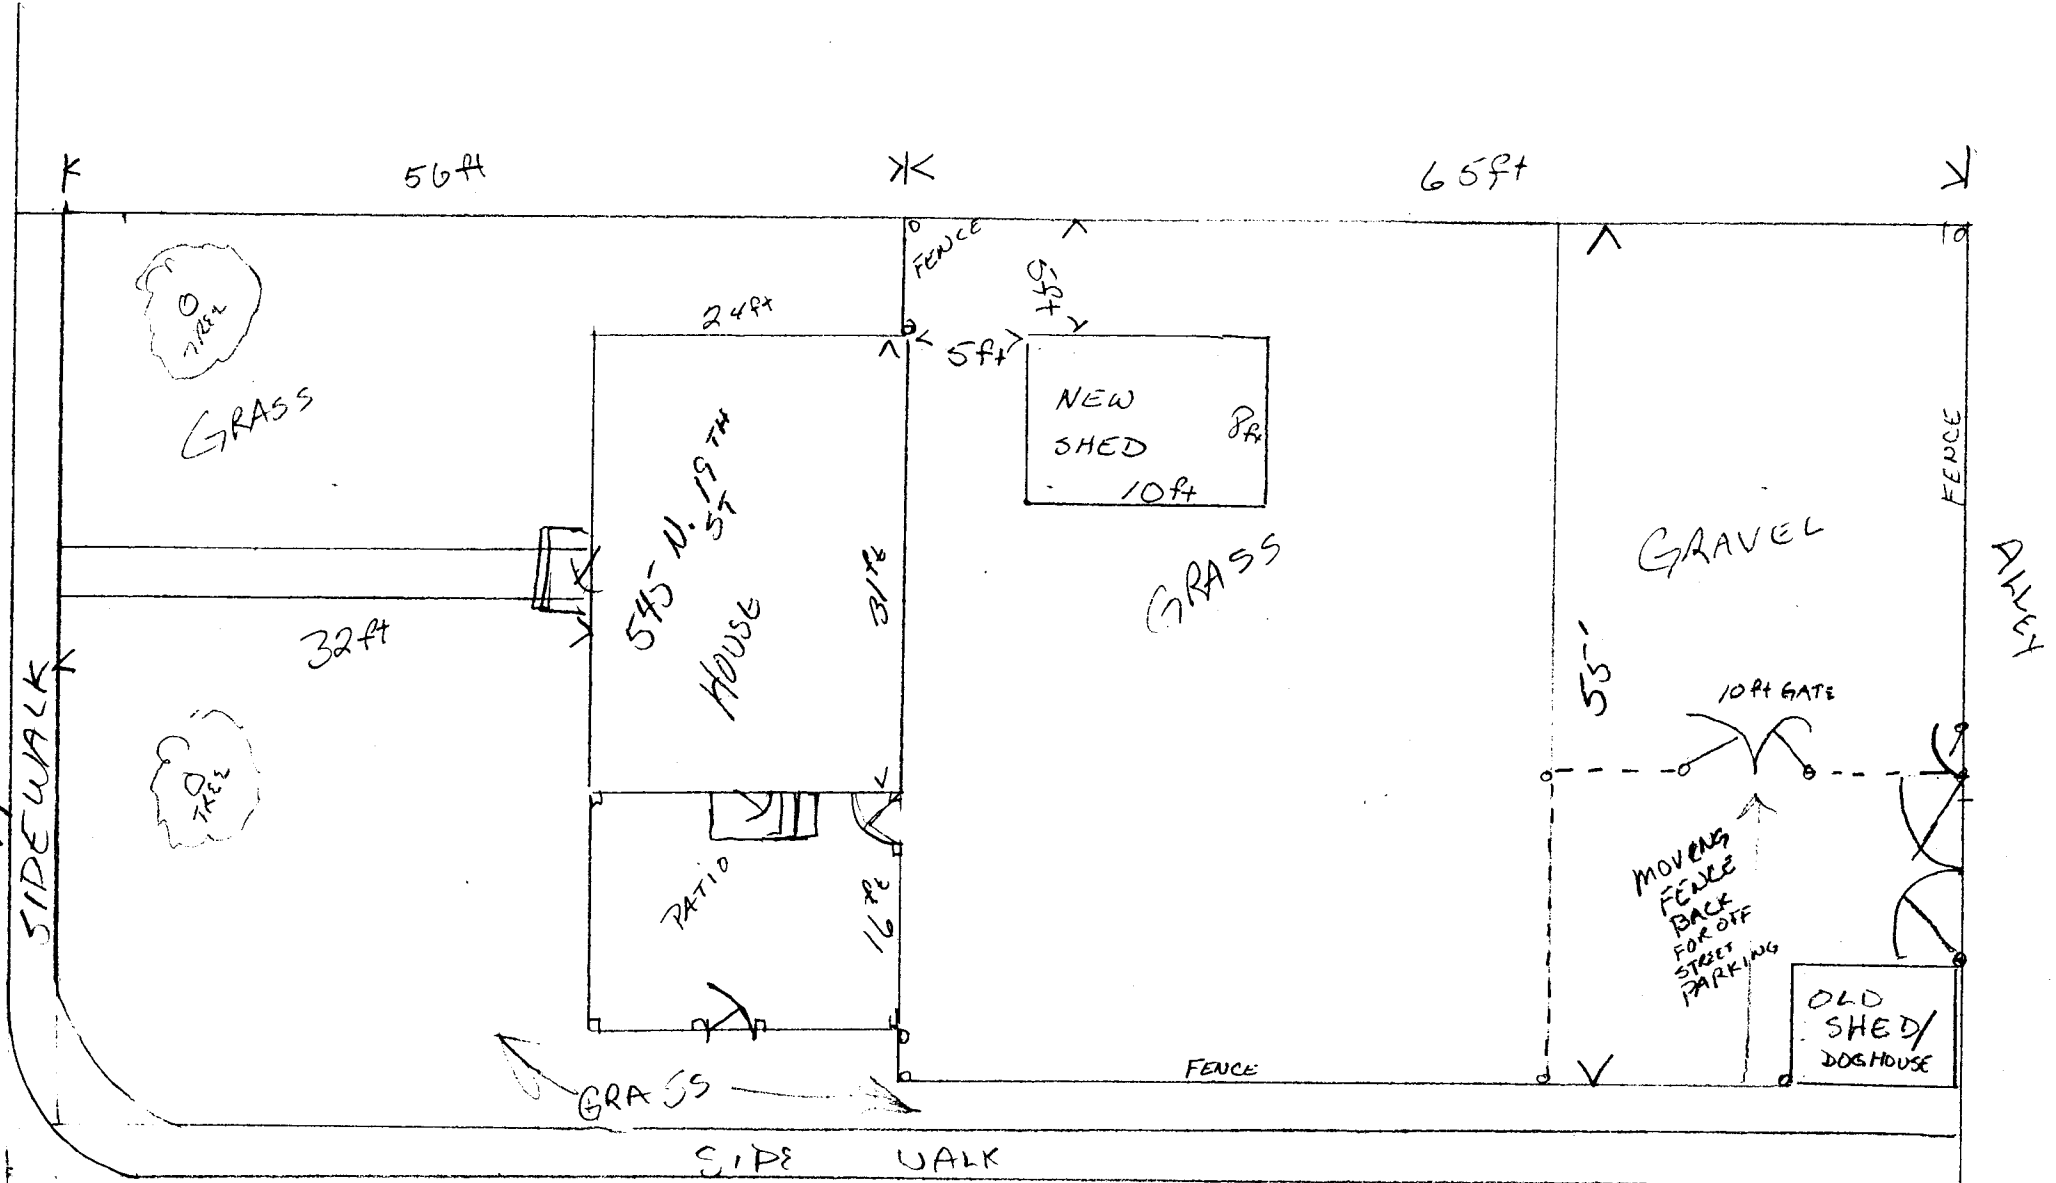 56ft
65ft
FENCE
5ft
24ft
5ft
TREE
GRASS
NEW
SHED
8ft
10ft
545 N. 19TH
ST
HOUSE
31ft
GRASS
GRAVEL
FENCE
ALLEY
32ft
55'
10ft GATE
SIDEWALK
TREE
PATIO
16ft
MOVING
FENCE
BACK
FOR OFF
STREET
PARKING
OLD
SHED/
DOGHOUSE
FENCE
GRASS
SIDE WALK